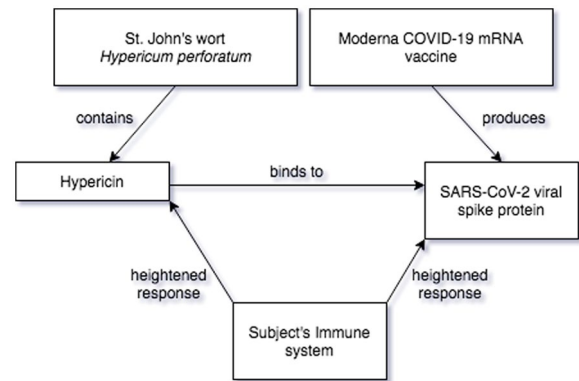 St. John's wort
Hypericum perforatum
Moderna COVID-19 mRNA
vaccine
contains
produces
Hypericin
binds to
SARS-CoV-2 viral
spike protein
heightened
response
heightened
response
Subject's Immune
system